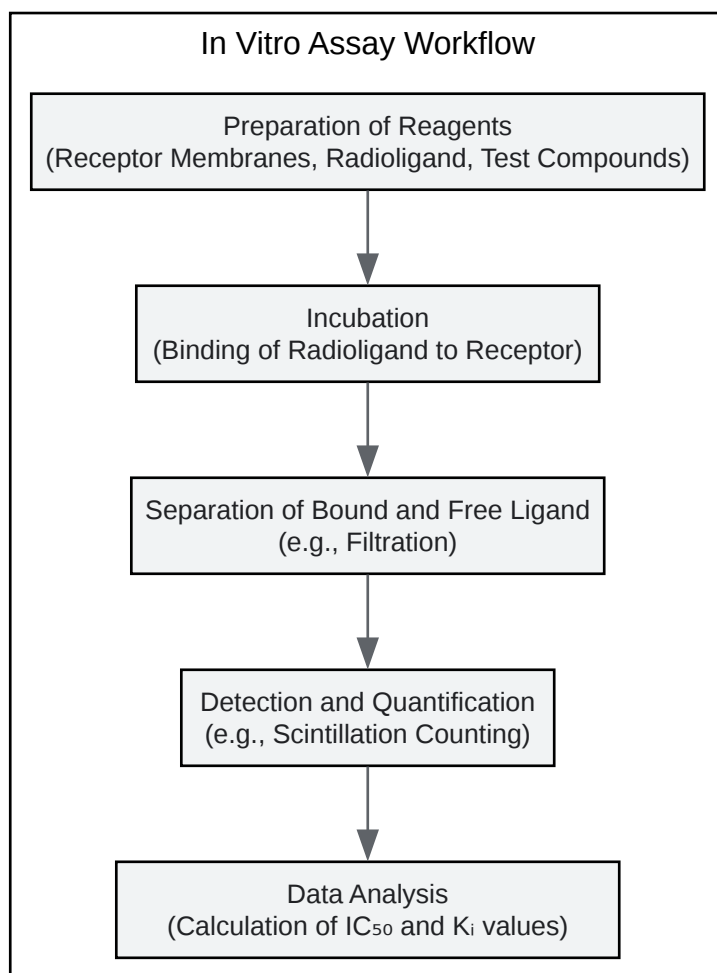 In Vitro Assay Workflow
Preparation of Reagents
(Receptor Membranes, Radioligand, Test Compounds)
Incubation
(Binding of Radioligand to Receptor)
Separation of Bound and Free Ligand
(e.g., Filtration)
Detection and Quantification
(e.g., Scintillation Counting)
Data Analysis
(Calculation of IC₅₀ and Kᵢ values)